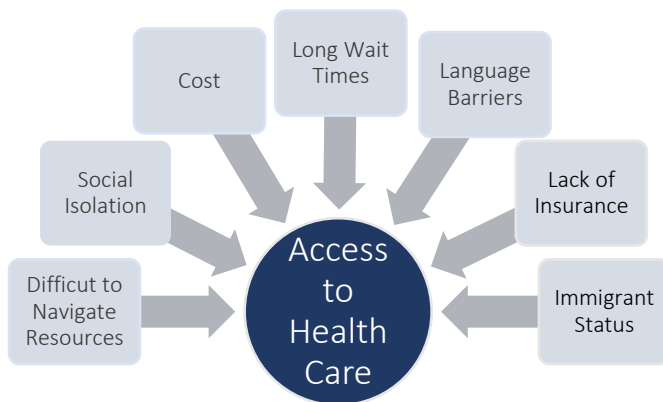 Long Wait
Times
Cost
Language
Barriers
Social
Isolation
Lack of
Insurance
Difficut to
Navigate
Resources
Immigrant
Status
Access
to
Health
Care